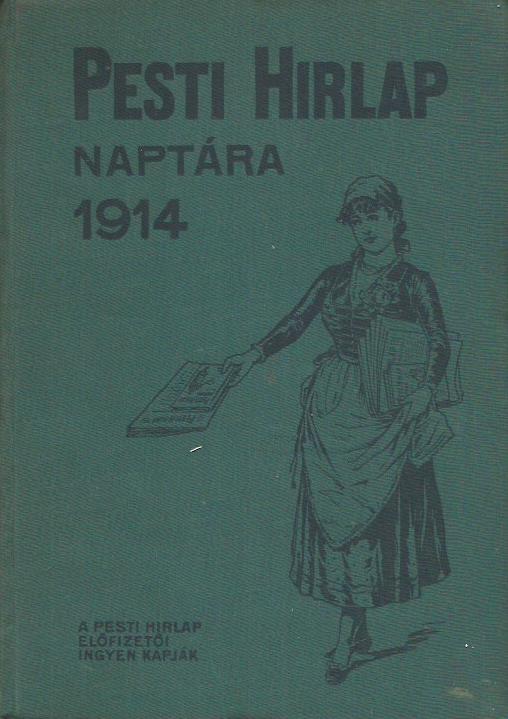 PESTI HIRLAP
NAPTÁRA
1914
A PESTI HIRLAP
ELŐFIZETŐI
INGYEN KAPJÁK